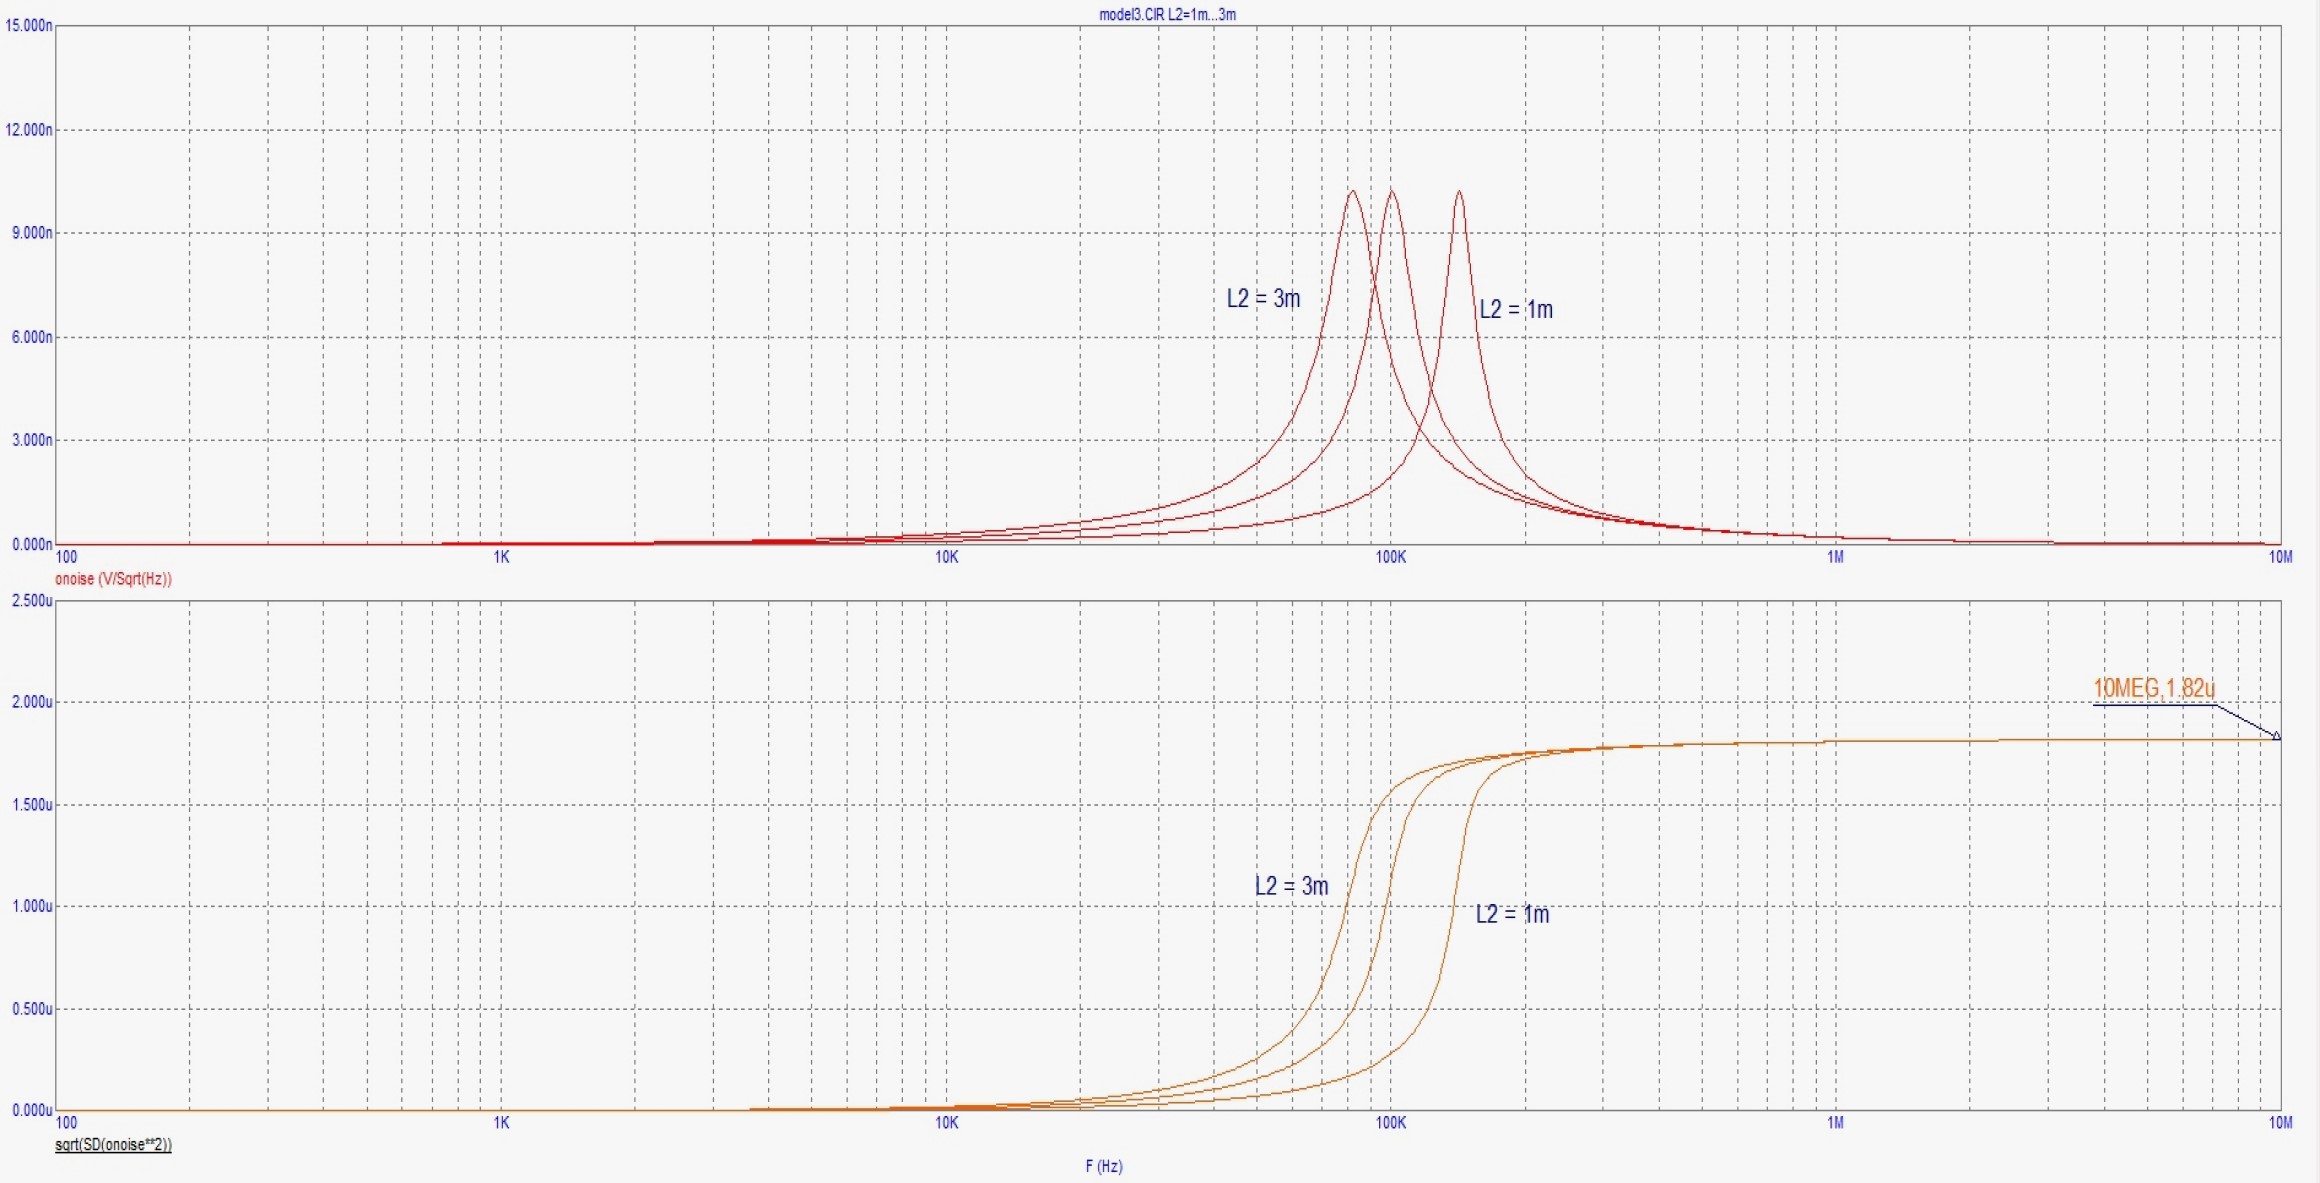 model3.CIR L2=1m...3m
15.000n
12.000n
9.000n
6.000n
3.000n
0.000n
L2 = 3m
L2 = 1m
100 1K 10K 100K 1M 10M
onoise (V/Sqrt(Hz))
2.500u
2.000u
1.500u
1.000u
0.500u
0.000u
10MEG,1.82u
L2 = 3m
L2 = 1m
100 1K 10K 100K 1M 10M
sqrt(SD(onoise**2))
F (Hz)